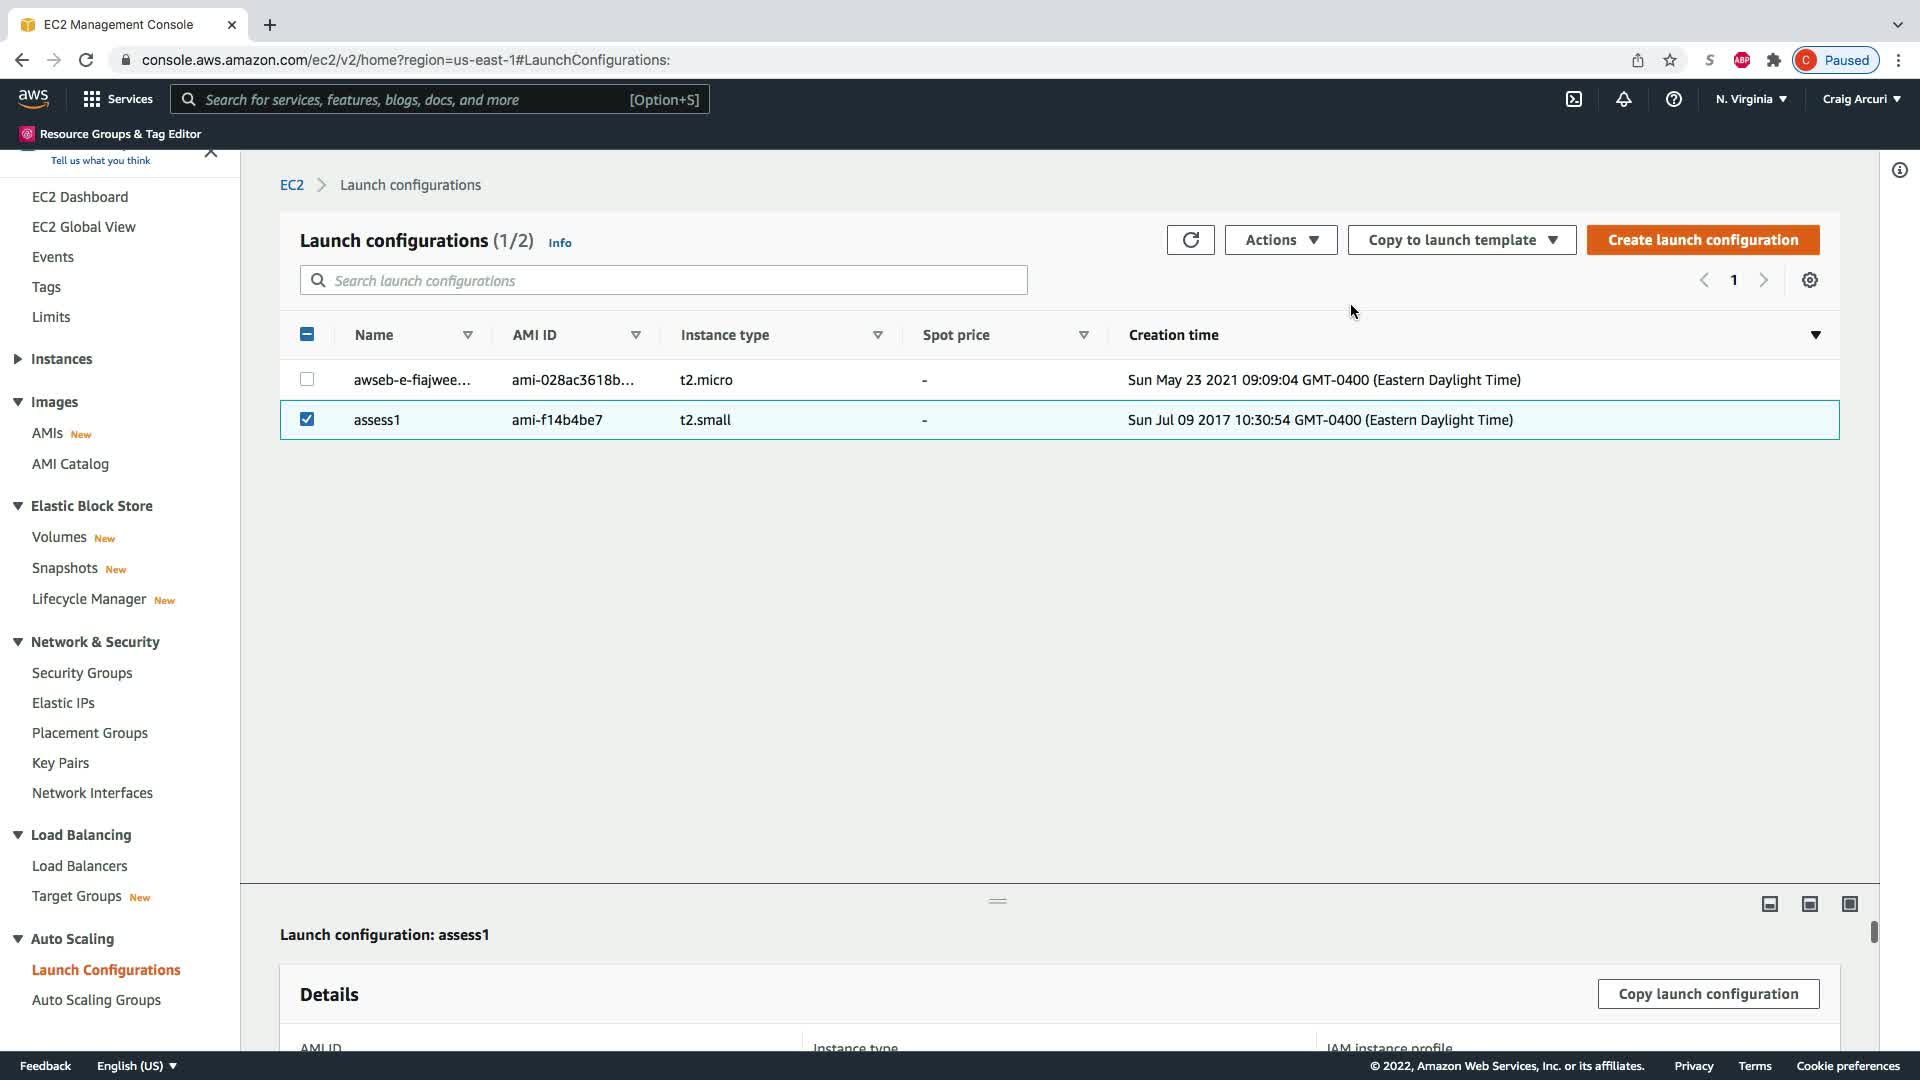 EC2 Management Console
console.aws.amazon.com/ec2/v2/home?region=us-east-1#LaunchConfigurations:
S
ABP
C
Paused
aws
Services
Search for services, features, blogs, docs, and more
[Option+S]
N. Virginia
Craig Arcuri
Resource Groups & Tag Editor
Tell us what you think
EC2 Dashboard
EC2 Global View
Events
Tags
Limits
Instances
Images
AMIs New
AMI Catalog
Elastic Block Store
Volumes New
Snapshots New
Lifecycle Manager New
Network & Security
Security Groups
Elastic IPs
Placement Groups
Key Pairs
Network Interfaces
Load Balancing
Load Balancers
Target Groups New
Auto Scaling
Launch Configurations
Auto Scaling Groups
EC2 > Launch configurations
Launch configurations (1/2) Info
Actions
Copy to launch template
Create launch configuration
Search launch configurations
1
Name AMI ID Instance type Spot price Creation time
awseb-e-fiajwee... ami-028ac3618b... t2.micro - Sun May 23 2021 09:09:04 GMT-0400 (Eastern Daylight Time)
assess1 ami-f14b4be7 t2.small - Sun Jul 09 2017 10:30:54 GMT-0400 (Eastern Daylight Time)
Launch configuration: assess1
Details
Copy launch configuration
AMI ID Instance type IAM instance profile
Feedback English (US) © 2022, Amazon Web Services, Inc. or its affiliates. Privacy Terms Cookie preferences